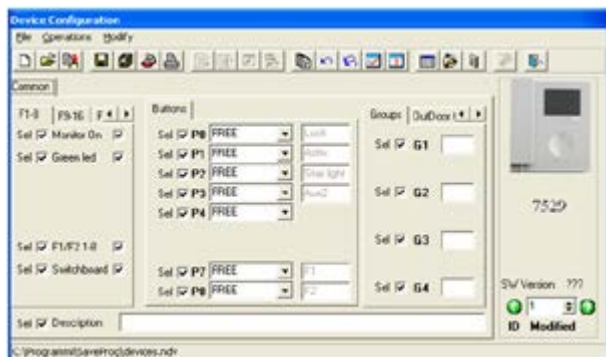 Device Configuration
File Operations Modify
Common
F1-8 F9-16 F
Buttons
Groups OutDoor
Sel Monitor On
Sel P0 FREE Lock
Sel G1
Sel Green led
Sel P1 FREE
Sel P2 FREE Stair light
Sel G2
Sel P3 FREE Aux2
Sel P4 FREE
7529
Sel F1/F2 1-8
Sel G3
Sel Switchboard
Sel P7 FREE F1
Sel P8 FREE F2
Sel G4
SW Version ???
1
ID Modified
Sel Description
C:\Programmi\SaveProg\devices.ndv